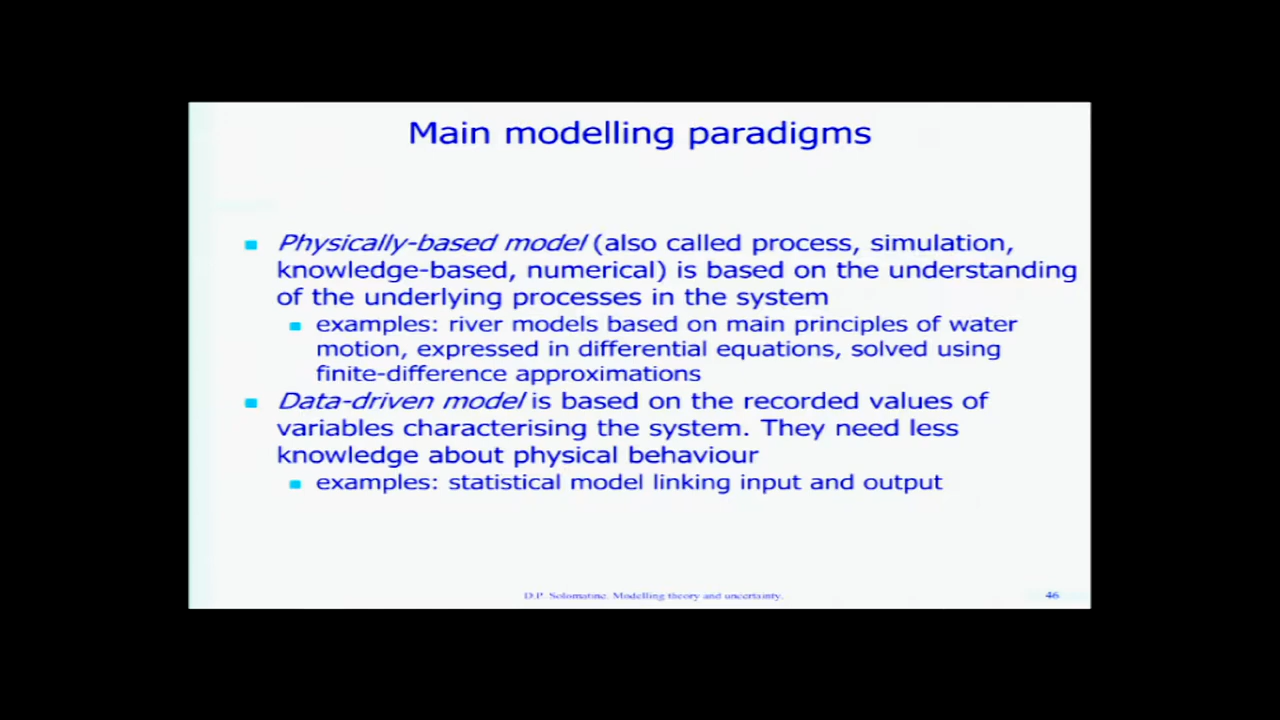 Main modelling paradigms
Physically-based model (also called process, simulation,
knowledge-based, numerical) is based on the understanding
of the underlying processes in the system
examples: river models based on main principles of water
motion, expressed in differential equations, solved using
finite-difference approximations
Data-driven model is based on the recorded values of
variables characterising the system. They need less
knowledge about physical behaviour
examples: statistical model linking input and output
D.P. Solomatine. Modelling theory and uncertainty.
46